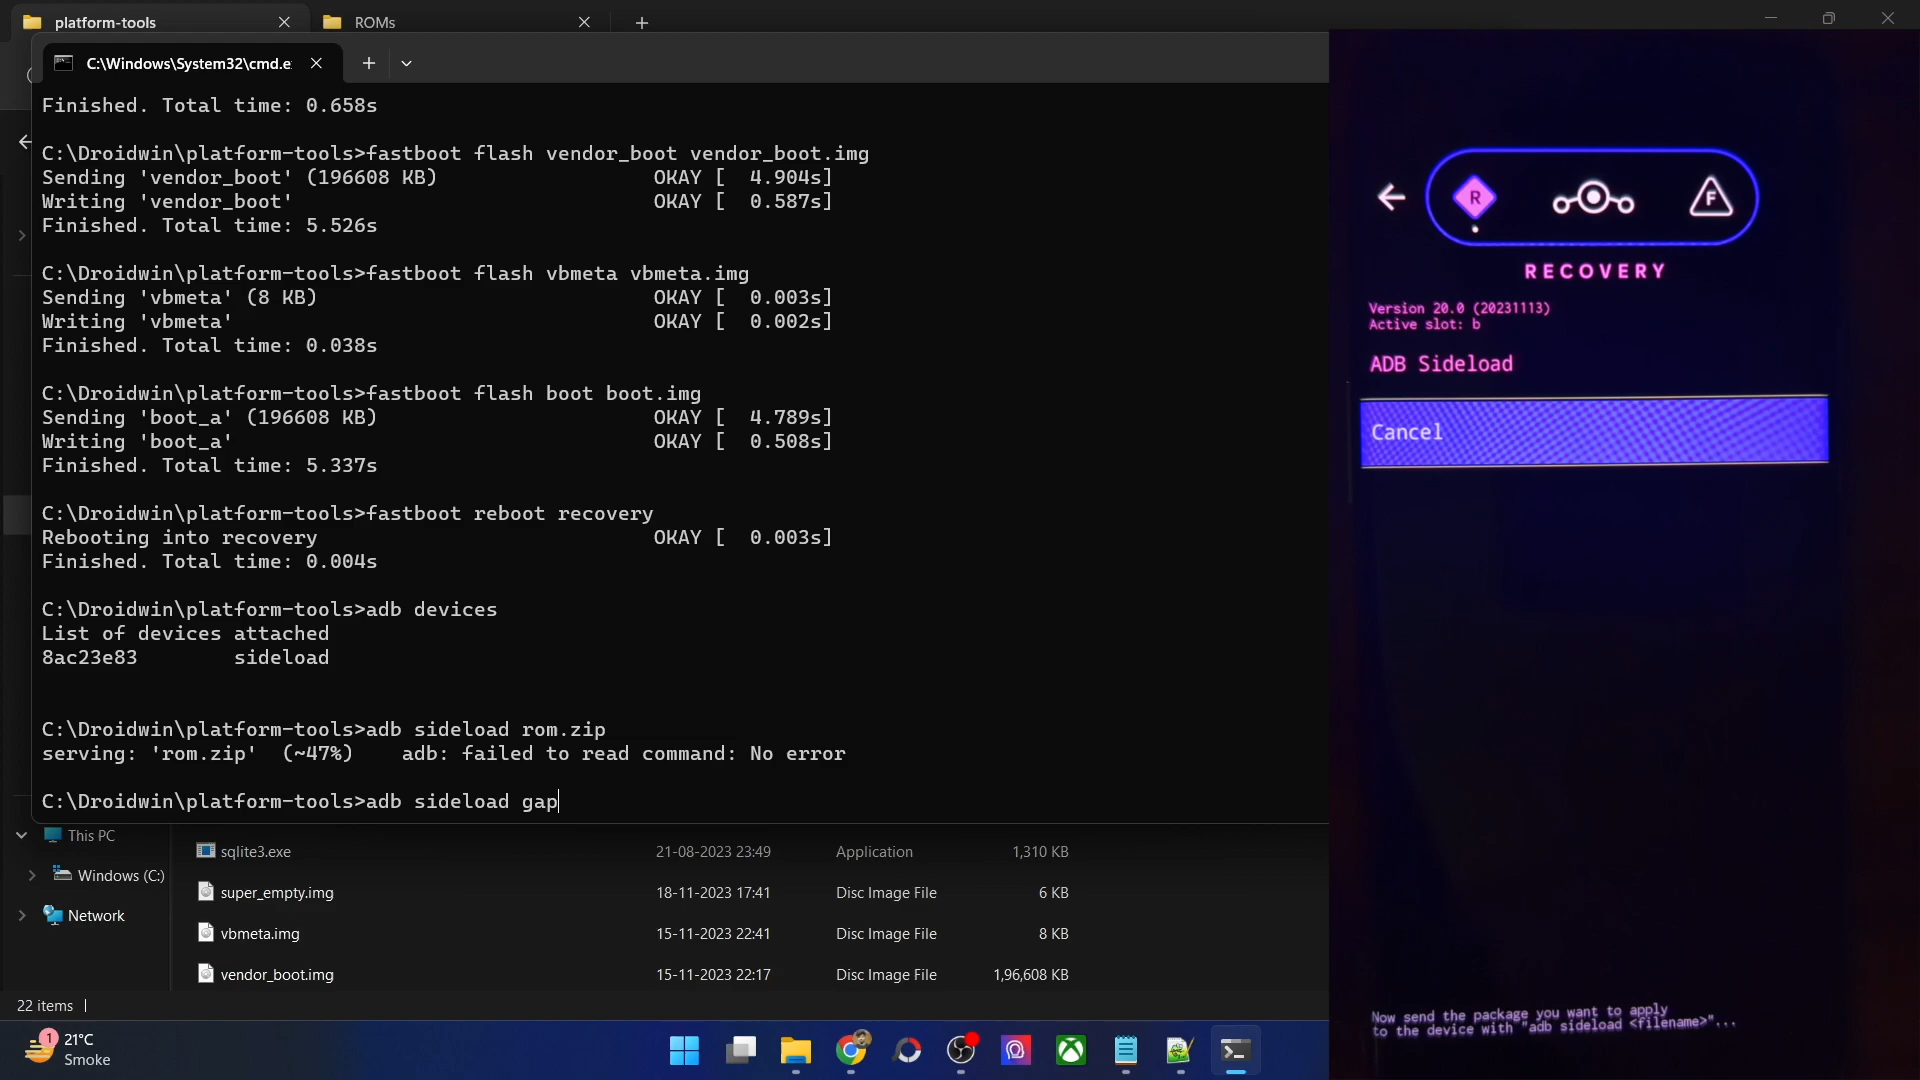 platform-tools
ROMs
C:\Windows\System32\cmd.e
Finished. Total time: 0.658s
C:\Droidwin\platform-tools>fastboot flash vendor_boot vendor_boot.img
Sending 'vendor_boot' (196608 KB) OKAY [ 4.904s]
Writing 'vendor_boot' OKAY [ 0.587s]
Finished. Total time: 5.526s
C:\Droidwin\platform-tools>fastboot flash vbmeta vbmeta.img
Sending 'vbmeta' (8 KB) OKAY [ 0.003s]
Writing 'vbmeta' OKAY [ 0.002s]
Finished. Total time: 0.038s
C:\Droidwin\platform-tools>fastboot flash boot boot.img
Sending 'boot_a' (196608 KB) OKAY [ 4.789s]
Writing 'boot_a' OKAY [ 0.508s]
Finished. Total time: 5.337s
C:\Droidwin\platform-tools>fastboot reboot recovery
Rebooting into recovery OKAY [ 0.003s]
Finished. Total time: 0.004s
C:\Droidwin\platform-tools>adb devices
List of devices attached
8ac23e83 sideload
C:\Droidwin\platform-tools>adb sideload rom.zip
serving: 'rom.zip' (~47%) adb: failed to read command: No error
C:\Droidwin\platform-tools>adb sideload gap
This PC
Windows (C:)
Network
sqlite3.exe 21-08-2023 23:49 Application 1,310 KB
super_empty.img 18-11-2023 17:41 Disc Image File 6 KB
vbmeta.img 15-11-2023 22:41 Disc Image File 8 KB
vendor_boot.img 15-11-2023 22:17 Disc Image File 1,96,608 KB
22 items
1
21°C
Smoke
R
F
RECOVERY
Version 20.0 (20231113)
Active slot: b
ADB Sideload
Cancel
Now send the package you want to apply
to the device with "adb sideload <filename>"...